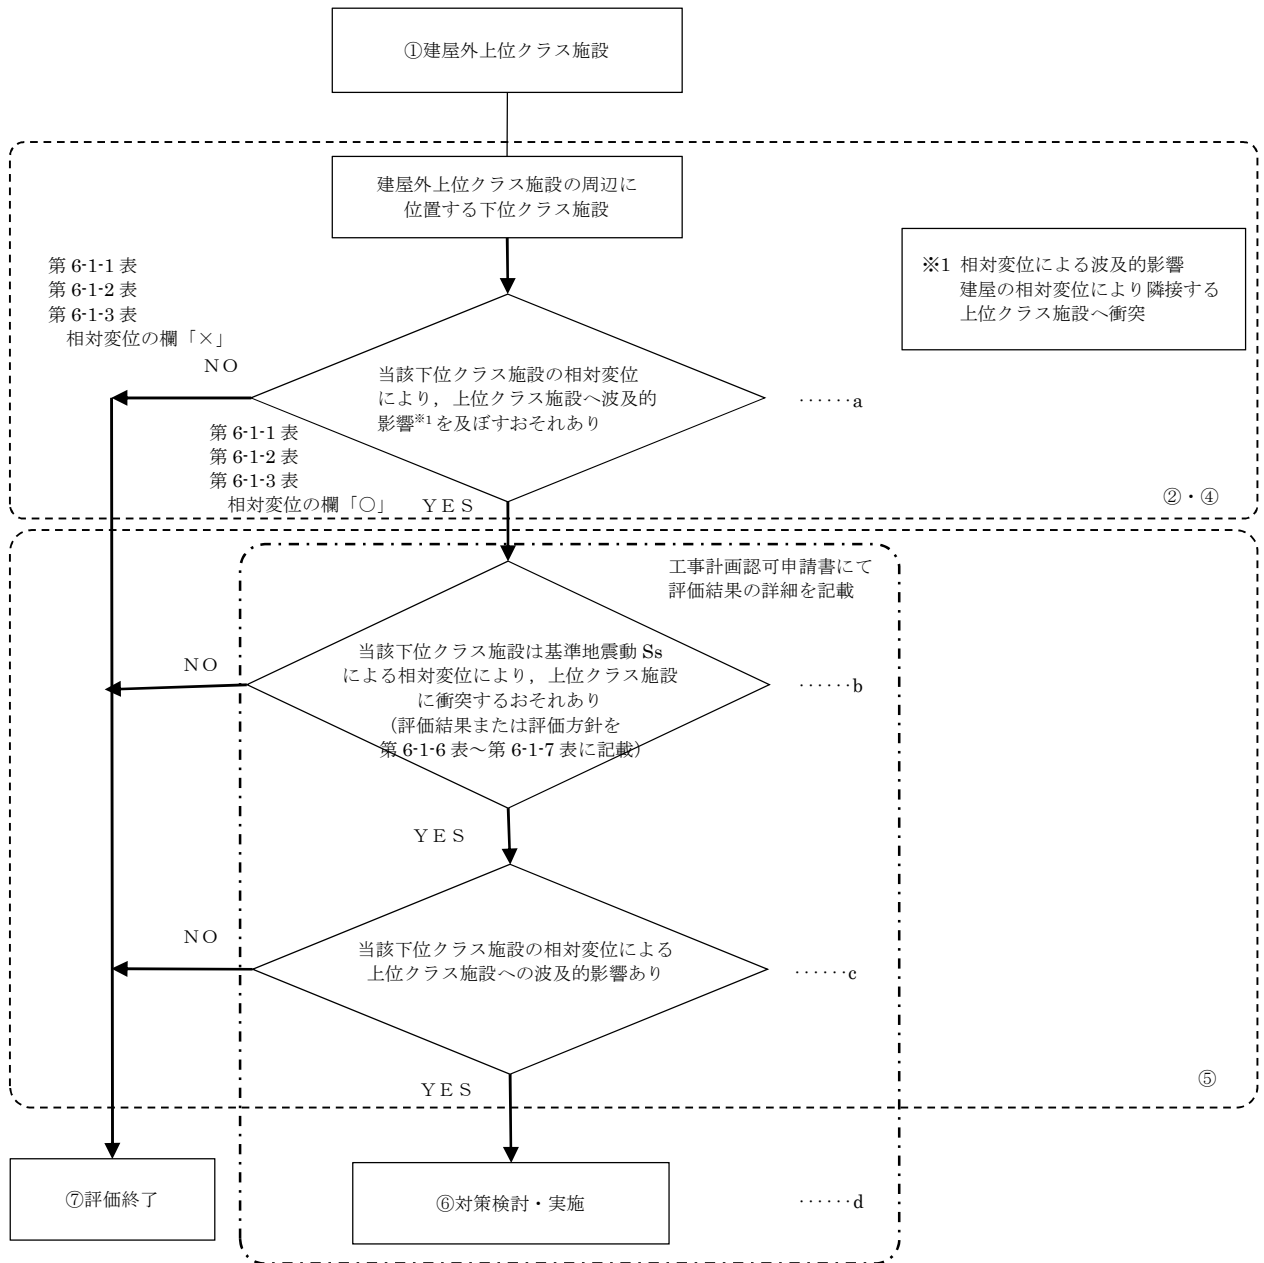 ①建屋外上位クラス施設
建屋外上位クラス施設の周辺に
位置する下位クラス施設
※1 相対変位による波及的影響
建屋の相対変位により隣接する
上位クラス施設へ衝突
第 6-1-1 表
第 6-1-2 表
第 6-1-3 表
相対変位の欄「×」
NO
当該下位クラス施設の相対変位
により，上位クラス施設へ波及的
影響※1を及ぼすおそれあり
······a
第 6-1-1 表
第 6-1-2 表
第 6-1-3 表
相対変位の欄「○」
YES
②・④
工事計画認可申請書にて
評価結果の詳細を記載
当該下位クラス施設は基準地震動 Ss
による相対変位により，上位クラス施設
に衝突するおそれあり
（評価結果または評価方針を
第 6-1-6 表～第 6-1-7 表に記載）
NO
······b
YES
当該下位クラス施設の相対変位による
上位クラス施設への波及的影響あり
NO
······c
YES
⑤
⑦評価終了
⑥対策検討・実施
······d